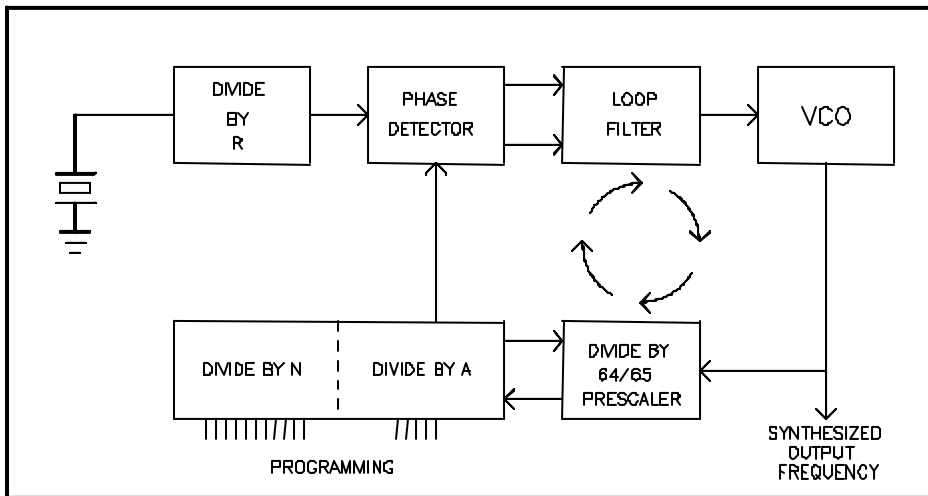 DIVIDE
BY
R
PHASE
DETECTOR
LOOP
FILTER
VCO
DIVIDE BY N
DIVIDE BY A
DIVIDE BY
64/65
PRESCALER
PROGRAMMING
SYNTHESIZED
OUTPUT
FREQUENCY